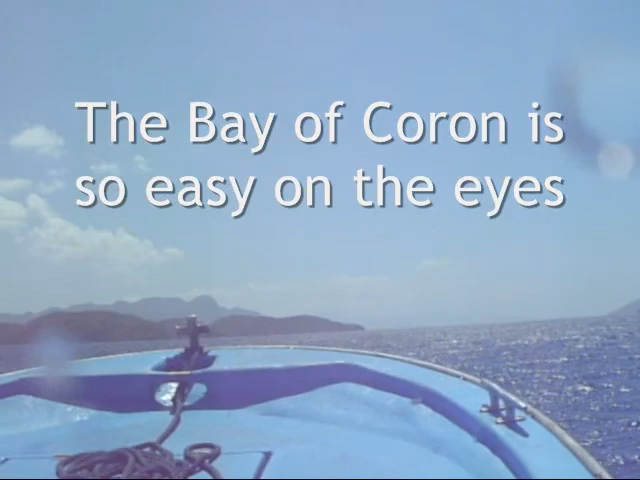 The Bay of Coron is
so easy on the eyes